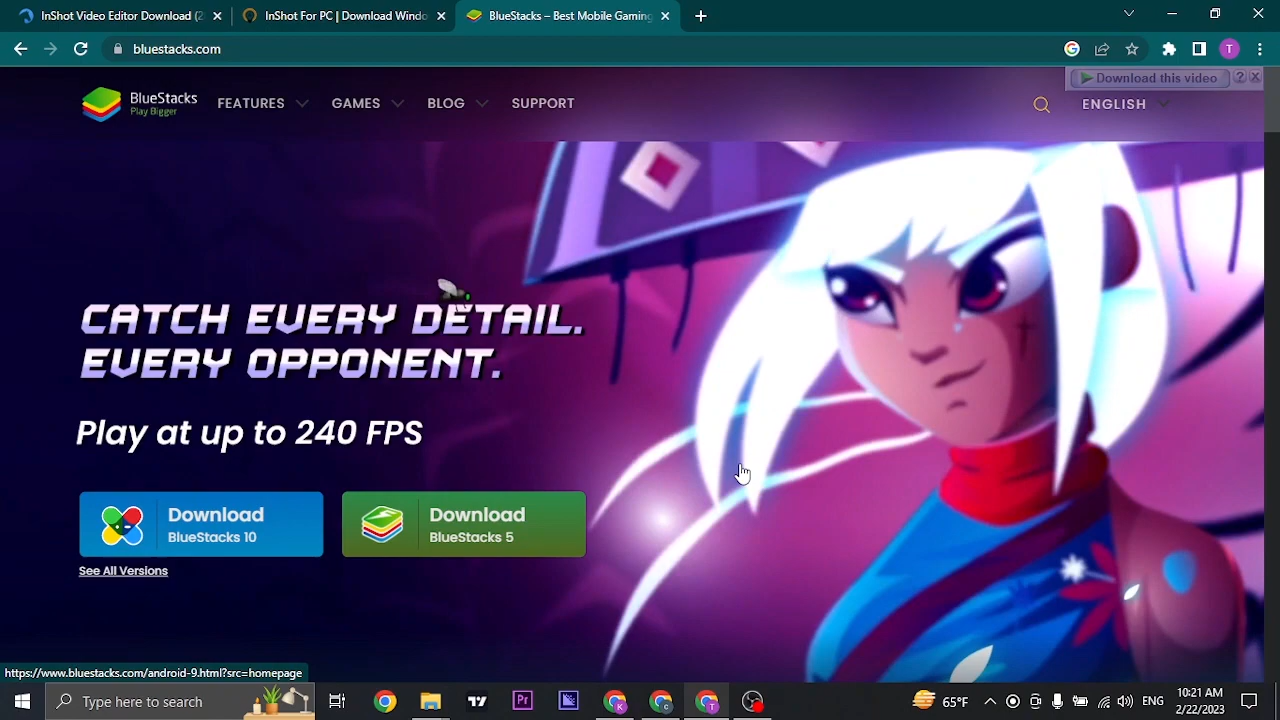 InShot Video Editor Download (2
InShot For PC | Download Windo
BlueStacks – Best Mobile Gaming
bluestacks.com
T
Download this video ?
BlueStacks
Play Bigger
FEATURES
GAMES
BLOG
SUPPORT
ENGLISH
CATCH EVERY DETAIL.
EVERY OPPONENT.
Play at up to 240 FPS
Download
BlueStacks 10
Download
BlueStacks 5
See All Versions
https://www.bluestacks.com/android-9.html?src=homepage
Type here to search
Pr
K
C
T
65°F
ENG
10:21 AM
2/22/2023